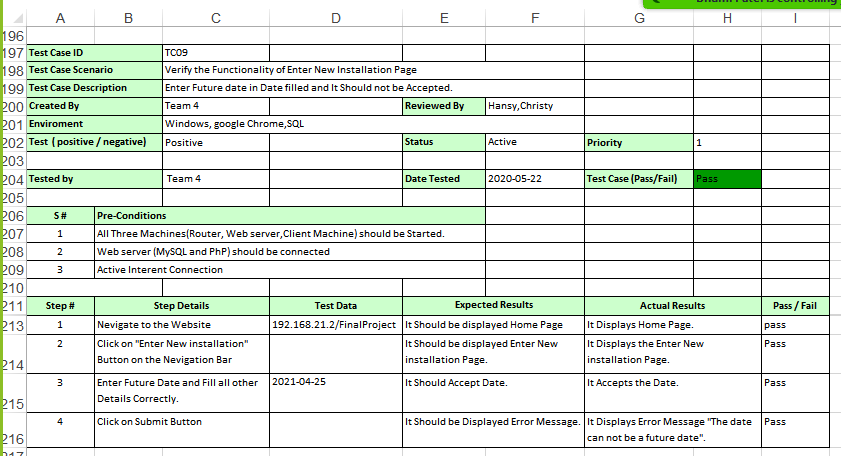 A B C D E F G H I
196
197 Test Case ID TC09
198 Test Case Scenario Verify the Functionality of Enter New Installation Page
199 Test Case Description Enter Future date in Date filled and It Should not be Accepted.
200 Created By Team 4 Reviewed By Hansy,Christy
201 Enviroment Windows, google Chrome,SQL
202 Test ( positive / negative) Positive Status Active Priority 1
203
204 Tested by Team 4 Date Tested 2020-05-22 Test Case (Pass/Fail) Pass
205
206 S # Pre-Conditions
207 1 All Three Machines(Router, Web server,Client Machine) should be Started.
208 2 Web server (MySQL and PhP) should be connected
209 3 Active Interent Connection
210
211 Step # Step Details Test Data Expected Results Actual Results Pass / Fail
213 1 Nevigate to the Website 192.168.21.2/FinalProject It Should be displayed Home Page It Displays Home Page. pass
2 Click on "Enter New installation" It Should be displayed Enter New It Displays the Enter New Pass
214 Button on the Nevigation Bar installation Page. installation Page.
3 Enter Future Date and Fill all other 2021-04-25 It Should Accept Date. It Accepts the Date. Pass
215 Details Correctly.
4 Click on Submit Button It Should be Displayed Error Message. It Displays Error Message "The date Pass
216 can not be a future date".